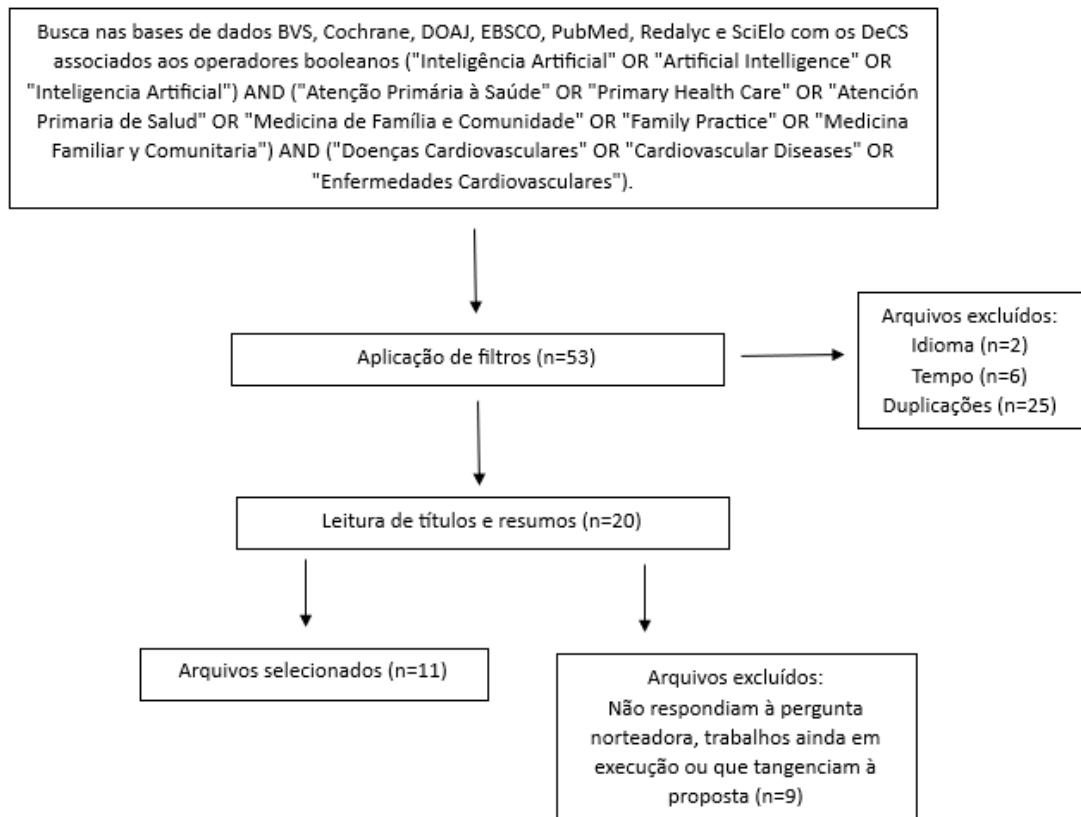 Busca nas bases de dados BVS, Cochrane, DOAJ, EBSCO, PubMed, Redalyc e SciElo com os DeCS
associados aos operadores booleanos ("Inteligência Artificial" OR "Artificial Intelligence" OR
"Inteligencia Artificial") AND ("Atenção Primária à Saúde" OR "Primary Health Care" OR "Atención
Primaria de Salud" OR "Medicina de Família e Comunidade" OR "Family Practice" OR "Medicina
Familiar y Comunitaria") AND ("Doenças Cardiovasculares" OR "Cardiovascular Diseases" OR
"Enfermedades Cardiovasculares").
Aplicação de filtros (n=53)
Arquivos excluídos:
Idioma (n=2)
Tempo (n=6)
Duplicações (n=25)
Leitura de títulos e resumos (n=20)
Arquivos selecionados (n=11)
Arquivos excluídos:
Não respondiam à pergunta
norteadora, trabalhos ainda em
execução ou que tangenciam à
proposta (n=9)